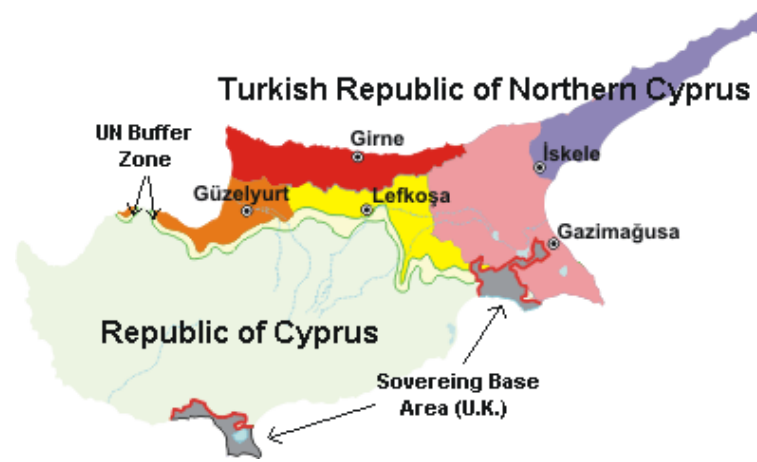 Turkish Republic of Northern Cyprus
UN Buffer
Zone
Girne
İskele
Güzelyurt
Lefkoşa
Gazimağusa
Republic of Cyprus
Sovereing Base
Area (U.K.)